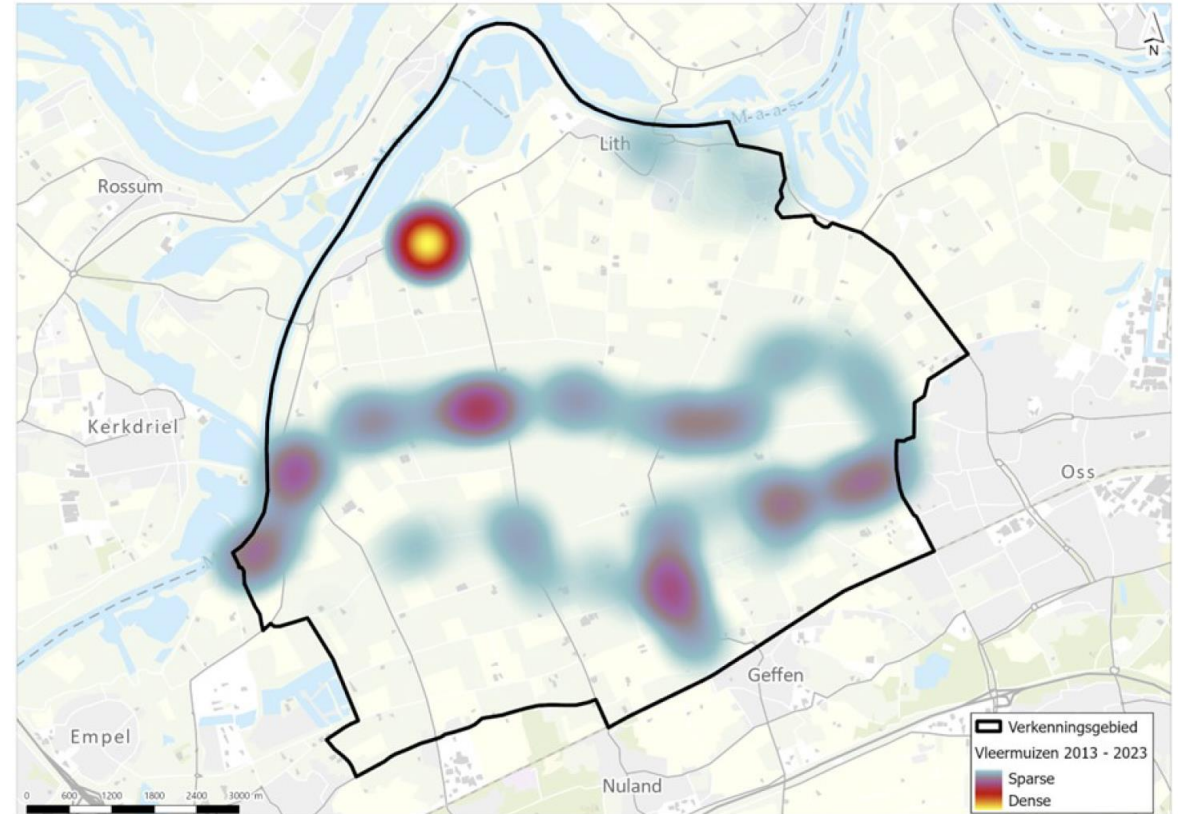 N
M-a-a-s
Lith
Rossum
Kerkdriel
Oss
Geffen
Empel
Nuland
Verkenningsgebied
Vleermuizen 2013 - 2023
Sparse
Dense
0 600 1200 1800 2400 3000 m